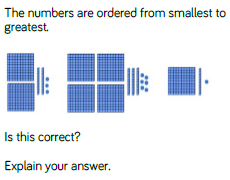 The numbers are ordered from smallest to
greatest.
Is this correct?
Explain your answer.